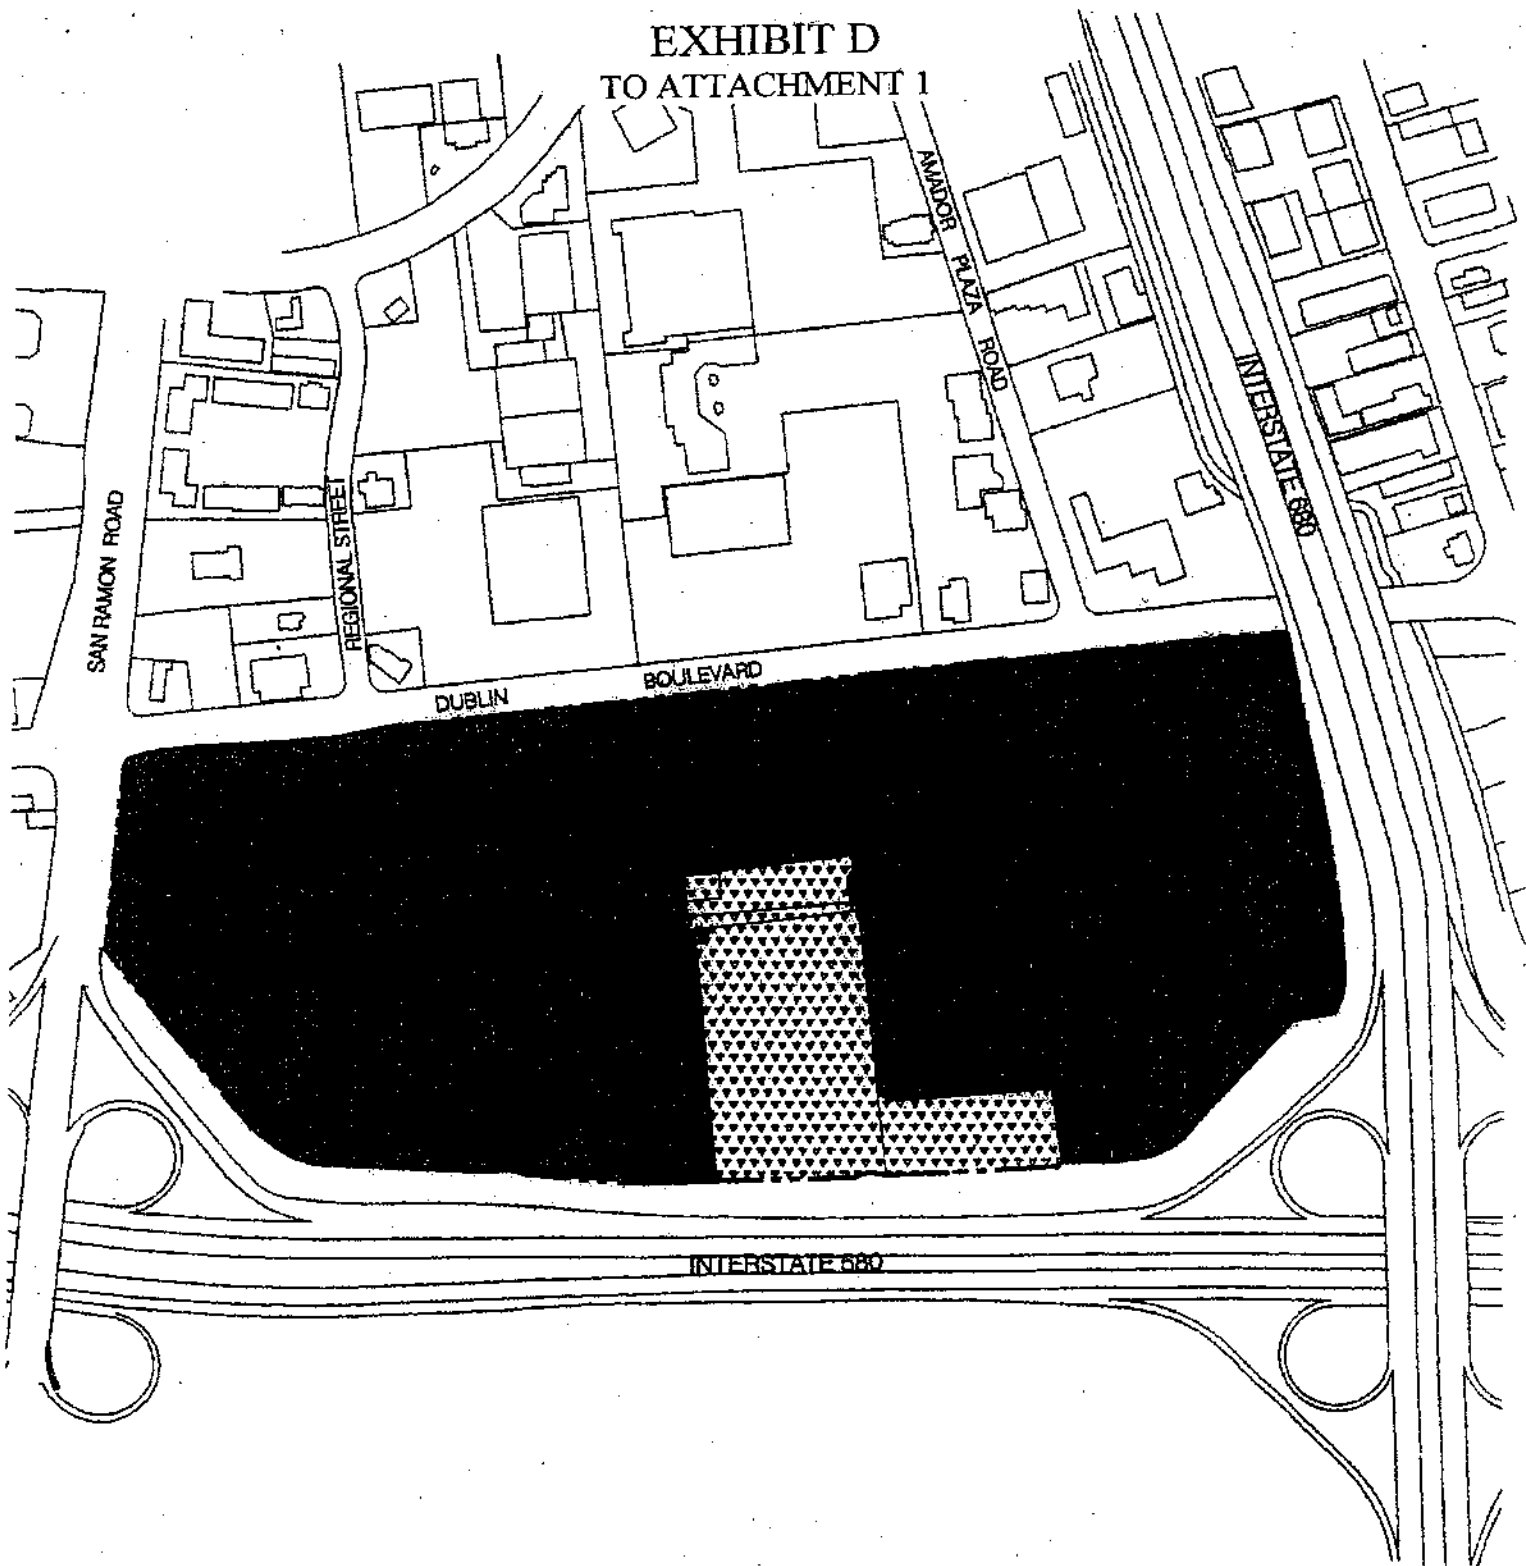 EXHIBIT D
TO ATTACHMENT 1
AMADOR PLAZA ROAD
INTERSTATE 680
SAN RAMON ROAD
REGIONAL STREET
DUBLIN BOULEVARD
INTERSTATE 580